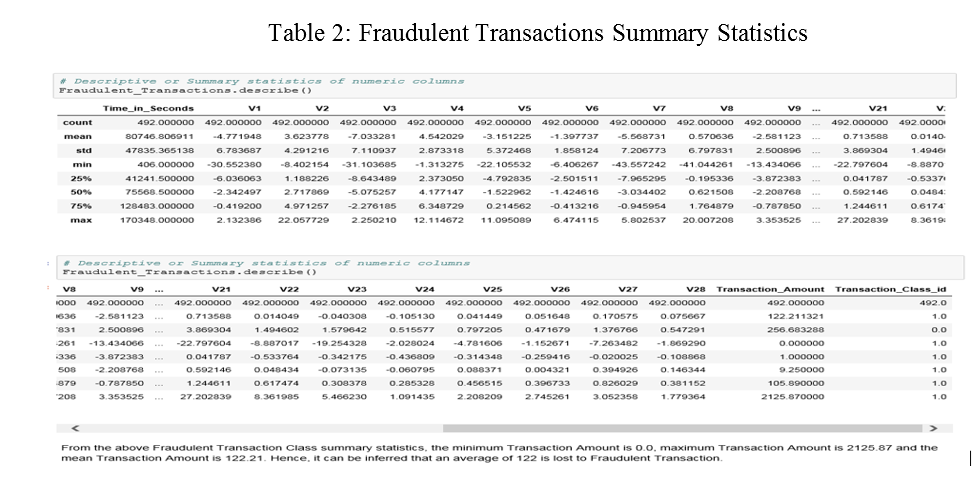 Table 2: Fraudulent Transactions Summary Statistics
# Descriptive or Summary statistics of numeric columns
Fraudulent_Transactions.describe()
Time_in_Seconds V1 V2 V3 V4 V5 V6 V7 V8 V9 ... V21 V
count 492.000000 492.000000 492.000000 492.000000 492.000000 492.000000 492.000000 492.000000 492.000000 492.000000 ... 492.000000 492.0000
mean 80746.806911 -4.771948 3.623778 -7.033281 4.542029 -3.151225 -1.397737 -5.568731 0.570636 -2.581123 ... 0.713588 0.0140
std 47835.365138 6.783687 4.291216 7.110937 2.873318 5.372468 1.858124 7.206773 6.797831 2.500896 ... 3.869304 1.4946
min 406.000000 -30.552380 -8.402154 -31.103685 -1.313275 -22.105532 -6.406267 -43.557242 -41.044261 -13.434066 ... -22.797604 -8.8870
25% 41241.500000 -6.036063 1.188226 -8.643489 2.373050 -4.792835 -2.501511 -7.965295 -0.195336 -3.872383 ... 0.041787 -0.5337
50% 75568.500000 -2.342497 2.717869 -5.075257 4.177147 -1.522962 -1.424616 -3.034402 0.621508 -2.208768 ... 0.592146 0.0484
75% 128483.000000 -0.419200 4.971257 -2.276185 6.348729 0.214562 -0.413216 -0.945954 1.764879 -0.787850 ... 1.244611 0.6174
max 170348.000000 2.132386 22.057729 2.250210 12.114672 11.095089 6.474115 5.802537 20.007208 3.353525 ... 27.202839 8.3619
# Descriptive or Summary statistics of numeric columns
Fraudulent_Transactions.describe()
V8 V9 ... V21 V22 V23 V24 V25 V26 V27 V28 Transaction_Amount Transaction_Class_id
000 492.000000 ... 492.000000 492.000000 492.000000 492.000000 492.000000 492.000000 492.000000 492.000000 492.000000 492.0
636 -2.581123 ... 0.713588 0.014049 -0.040308 -0.105130 0.041449 0.051648 0.170575 0.075667 122.211321 1.0
831 2.500896 ... 3.869304 1.494602 1.579642 0.515577 0.797205 0.471679 1.376766 0.547291 256.683288 0.0
261 -13.434066 ... -22.797604 -8.887017 -19.254328 -2.028024 -4.781606 -1.152671 -7.263482 -1.869290 0.000000 1.0
336 -3.872383 ... 0.041787 -0.533764 -0.342175 -0.436809 -0.314348 -0.259416 -0.020025 -0.108868 1.000000 1.0
508 -2.208768 ... 0.592146 0.048434 -0.073135 -0.060795 0.088371 0.004321 0.394926 0.146344 9.250000 1.0
879 -0.787850 ... 1.244611 0.617474 0.308378 0.285328 0.456515 0.396733 0.826029 0.381152 105.890000 1.0
208 3.353525 ... 27.202839 8.361985 5.466230 1.091435 2.208209 2.745261 3.052358 1.779364 2125.870000 1.0
From the above Fraudulent Transaction Class summary statistics, the minimum Transaction Amount is 0.0, maximum Transaction Amount is 2125.87 and the
mean Transaction Amount is 122.21. Hence, it can be inferred that an average of 122 is lost to Fraudulent Transaction.